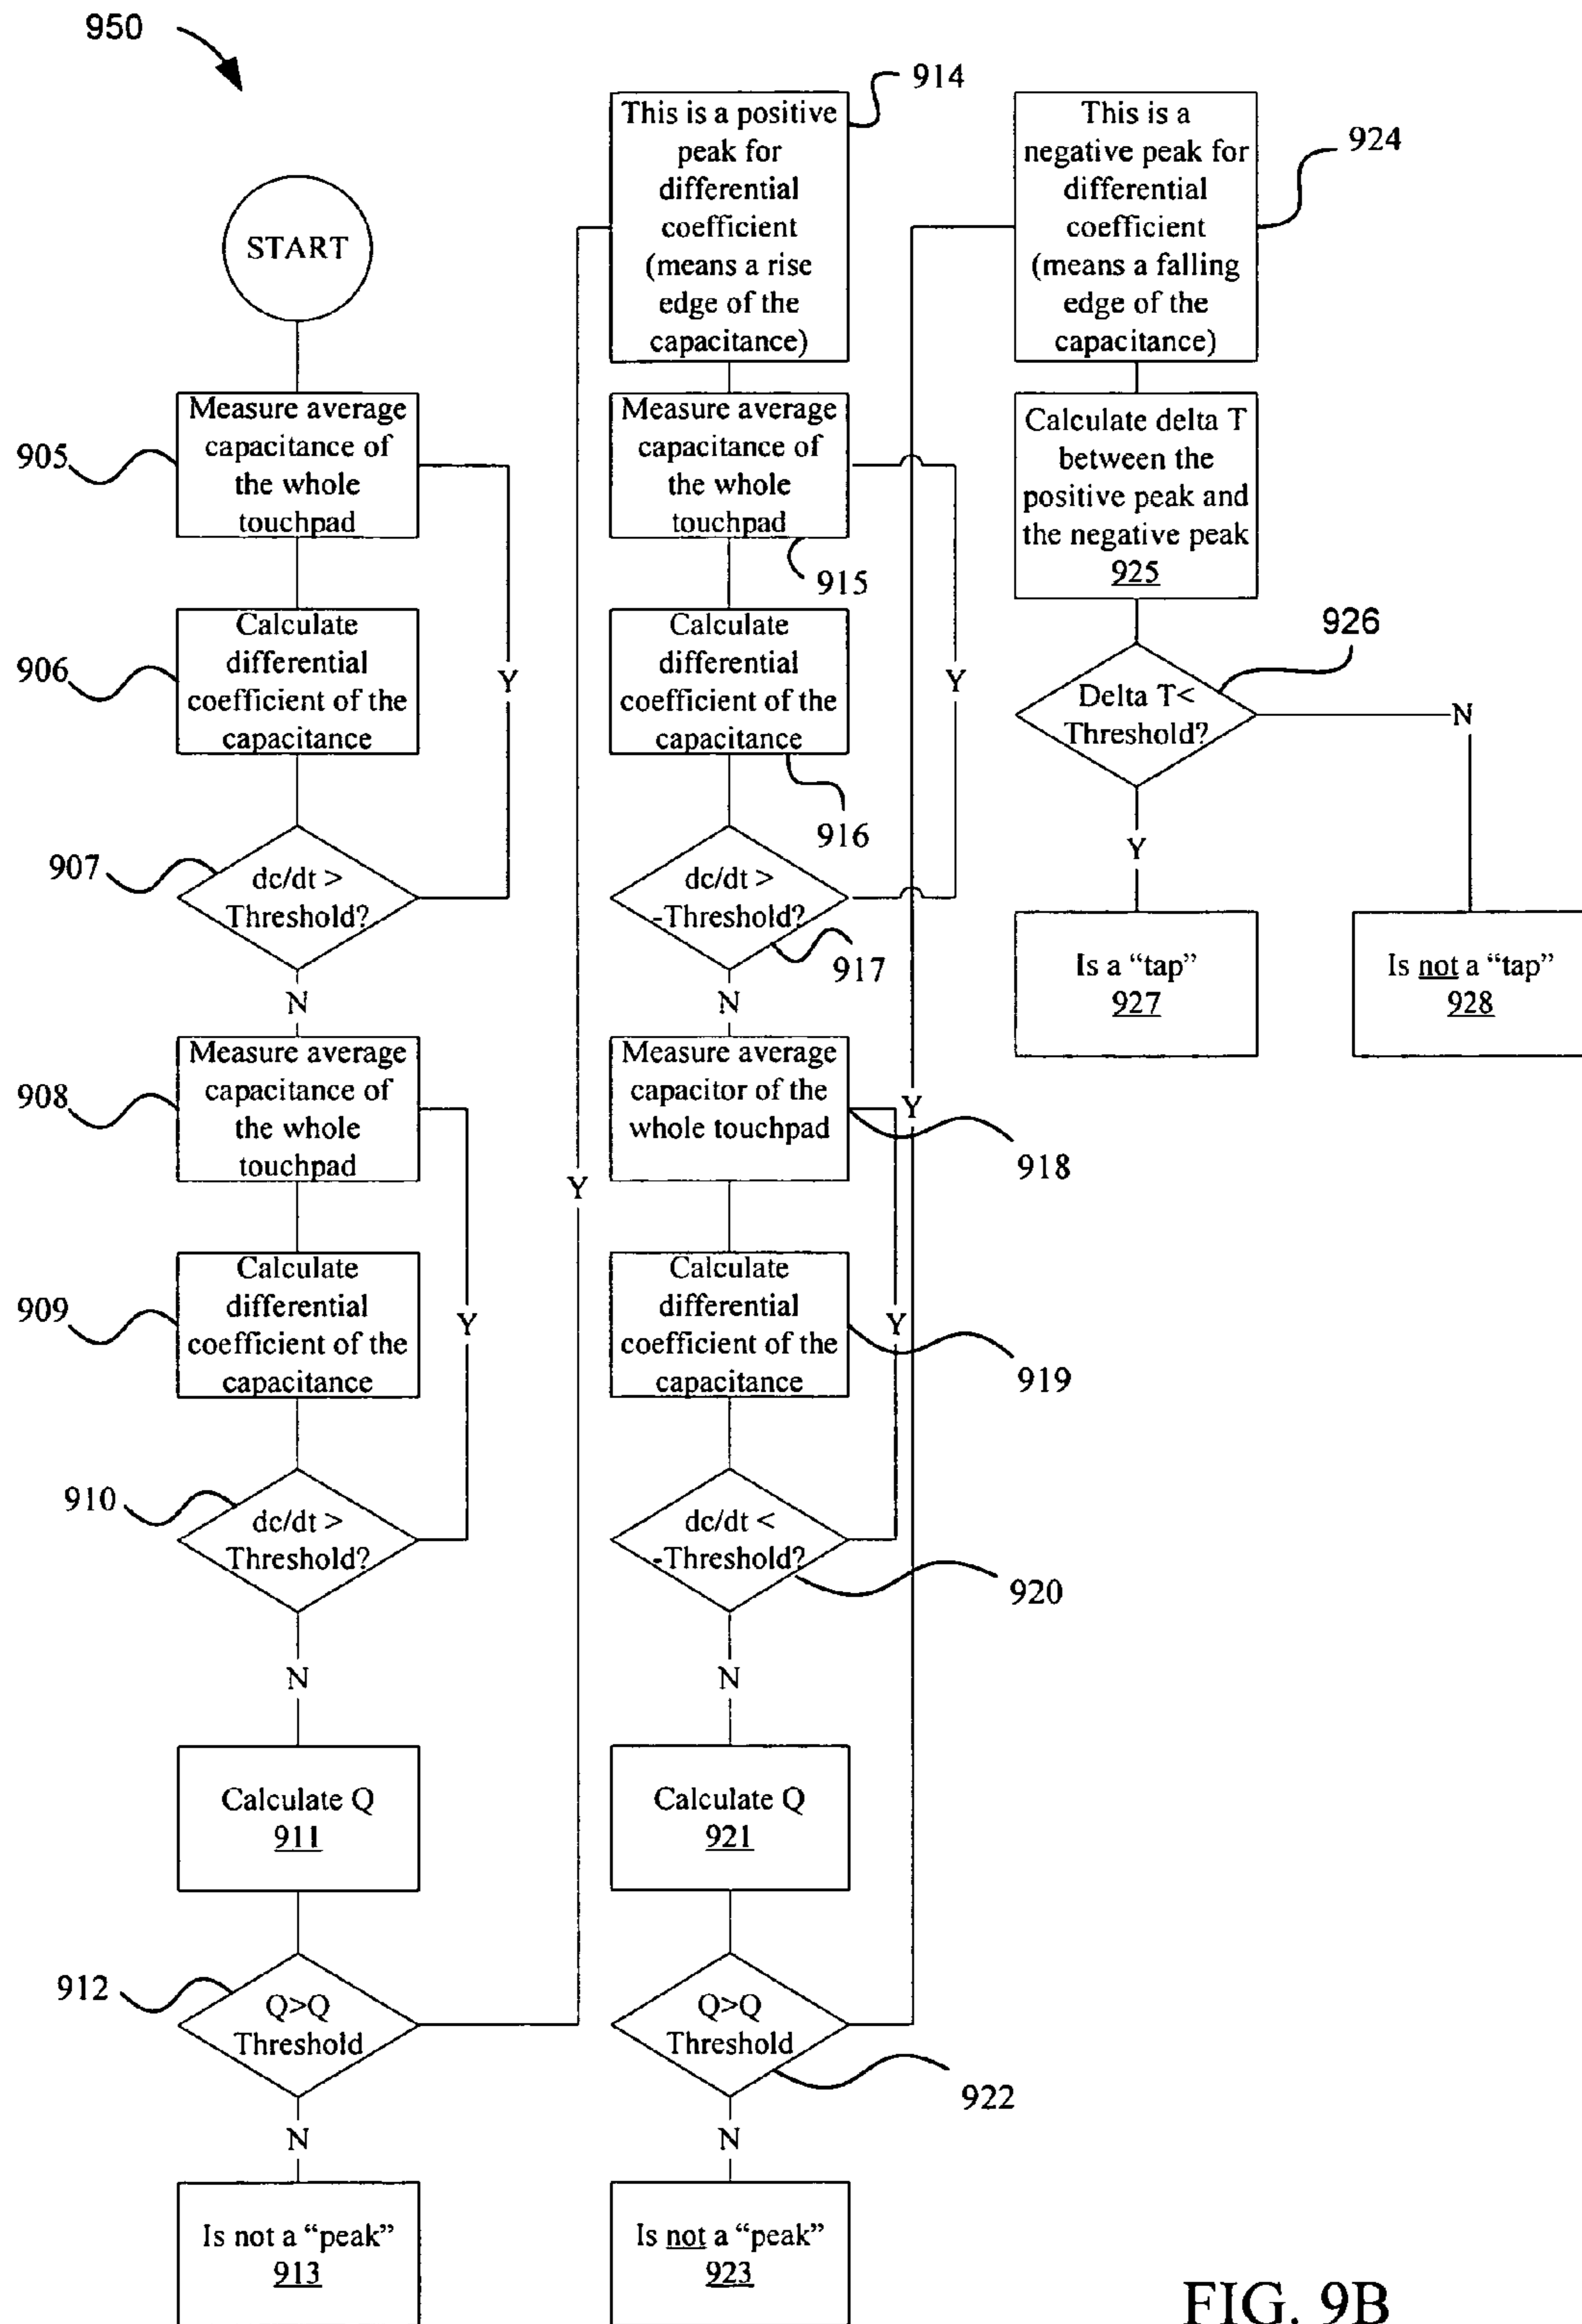 950
START
905
Measure average
capacitance of
the whole
touchpad
906
Calculate
differential
coefficient of the
capacitance
Y
907
dc/dt >
Threshold?
N
908
Measure average
capacitance of
the whole
touchpad
909
Calculate
differential
coefficient of the
capacitance
Y
910
dc/dt >
Threshold?
N
Calculate Q
911
912
Q>Q
Threshold
Y
N
Is not a “peak”
913
914
This is a positive
peak for
differential
coefficient
(means a rise
edge of the
capacitance)
Measure average
capacitance of
the whole
touchpad
915
Calculate
differential
coefficient of the
capacitance
916
Y
dc/dt >
-Threshold?
917
N
Measure average
capacitor of the
whole touchpad
918
Calculate
differential
coefficient of the
capacitance
919
Y
dc/dt <
-Threshold?
920
N
Calculate Q
921
Q>Q
Threshold
922
Y
N
Is not a “peak”
923
This is a
negative peak for
differential
coefficient
(means a falling
edge of the
capacitance)
924
Calculate delta T
between the
positive peak and
the negative peak
925
926
Delta T<
Threshold?
N
Y
Is a “tap”
927
Is not a “tap”
928
FIG. 9B